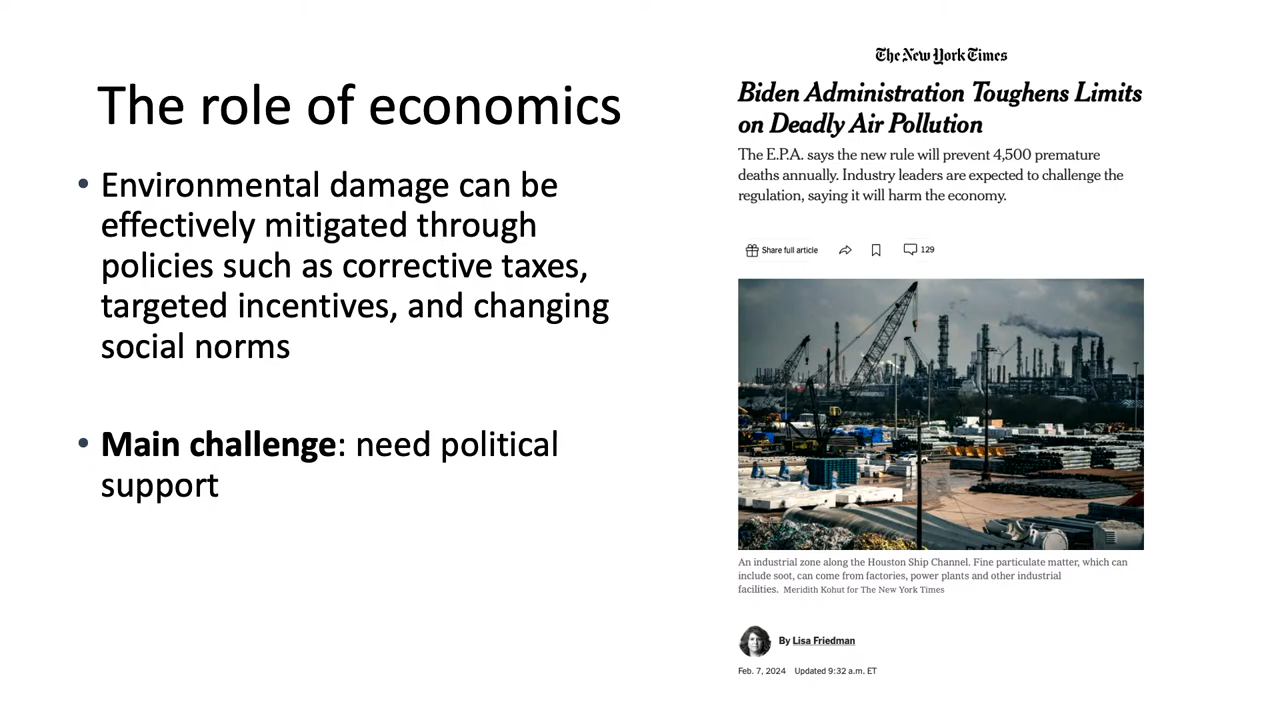 The role of economics
• Environmental damage can be
effectively mitigated through
policies such as corrective taxes,
targeted incentives, and changing
social norms
• Main challenge: need political
support
The New York Times
Biden Administration Toughens Limits
on Deadly Air Pollution
The E.P.A. says the new rule will prevent 4,500 premature
deaths annually. Industry leaders are expected to challenge the
regulation, saying it will harm the economy.
Share full article 129
An industrial zone along the Houston Ship Channel. Fine particulate matter, which can
include soot, can come from factories, power plants and other industrial
facilities. Meridith Kohut for The New York Times
By Lisa Friedman
Feb. 7, 2024 Updated 9:32 a.m. ET